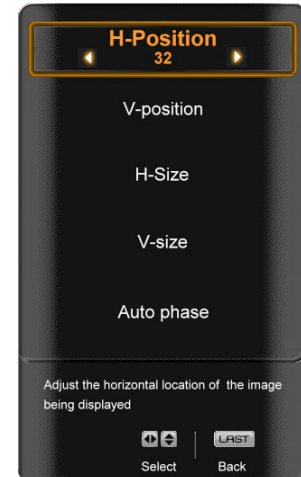 H-Position
32
V-position
H-Size
V-size
Auto phase
Adjust the horizontal location of the image
being displayed
LAST
Select Back